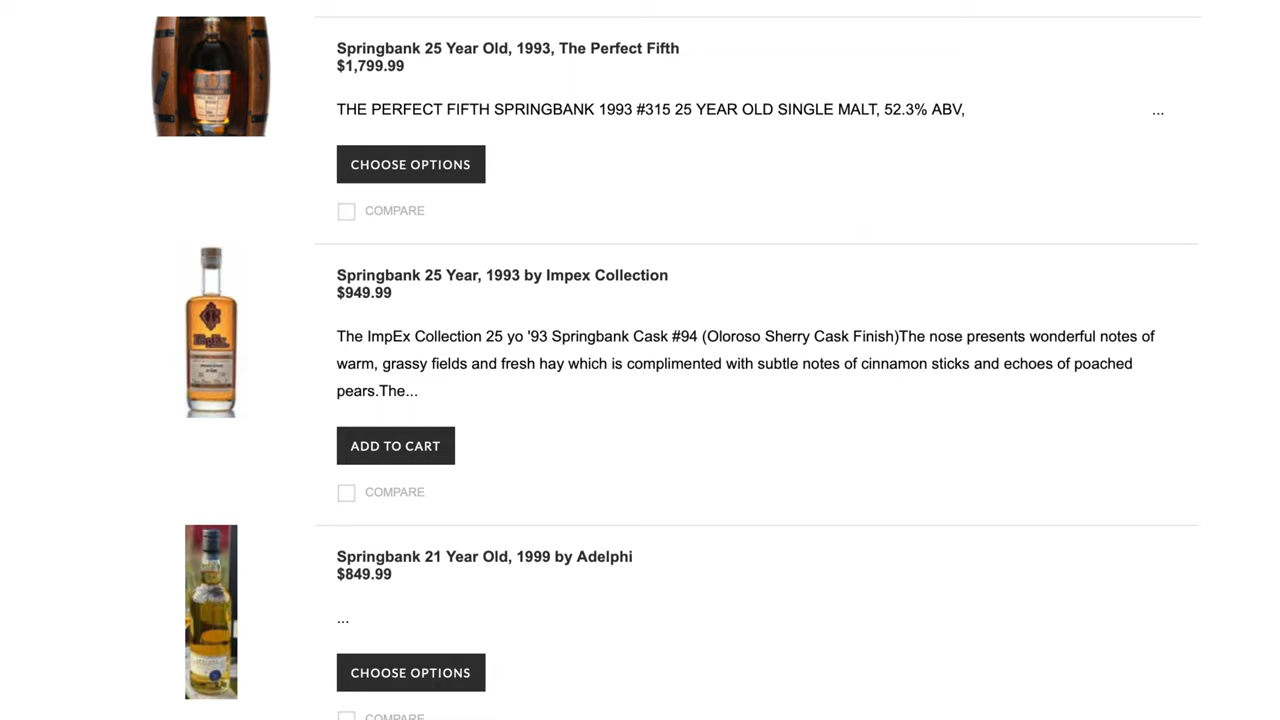 Springbank 25 Year Old, 1993, The Perfect Fifth
$1,799.99
THE PERFECT FIFTH SPRINGBANK 1993 #315 25 YEAR OLD SINGLE MALT, 52.3% ABV, ...
CHOOSE OPTIONS
COMPARE
Springbank 25 Year, 1993 by Impex Collection
$949.99
The ImpEx Collection 25 yo '93 Springbank Cask #94 (Oloroso Sherry Cask Finish)The nose presents wonderful notes of
warm, grassy fields and fresh hay which is complimented with subtle notes of cinnamon sticks and echoes of poached
pears.The...
ImpEx
ADD TO CART
COMPARE
Springbank 21 Year Old, 1999 by Adelphi
$849.99
...
CHOOSE OPTIONS
COMPARE